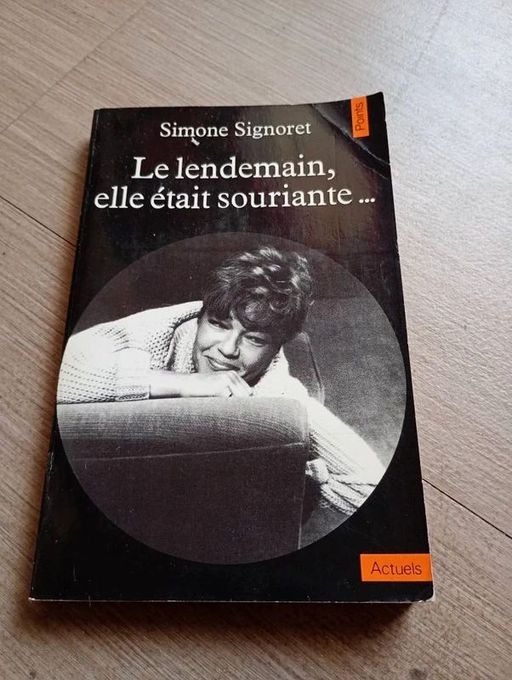 Points
Simone Signoret
Le lendemain,
elle était souriante...
Actuels